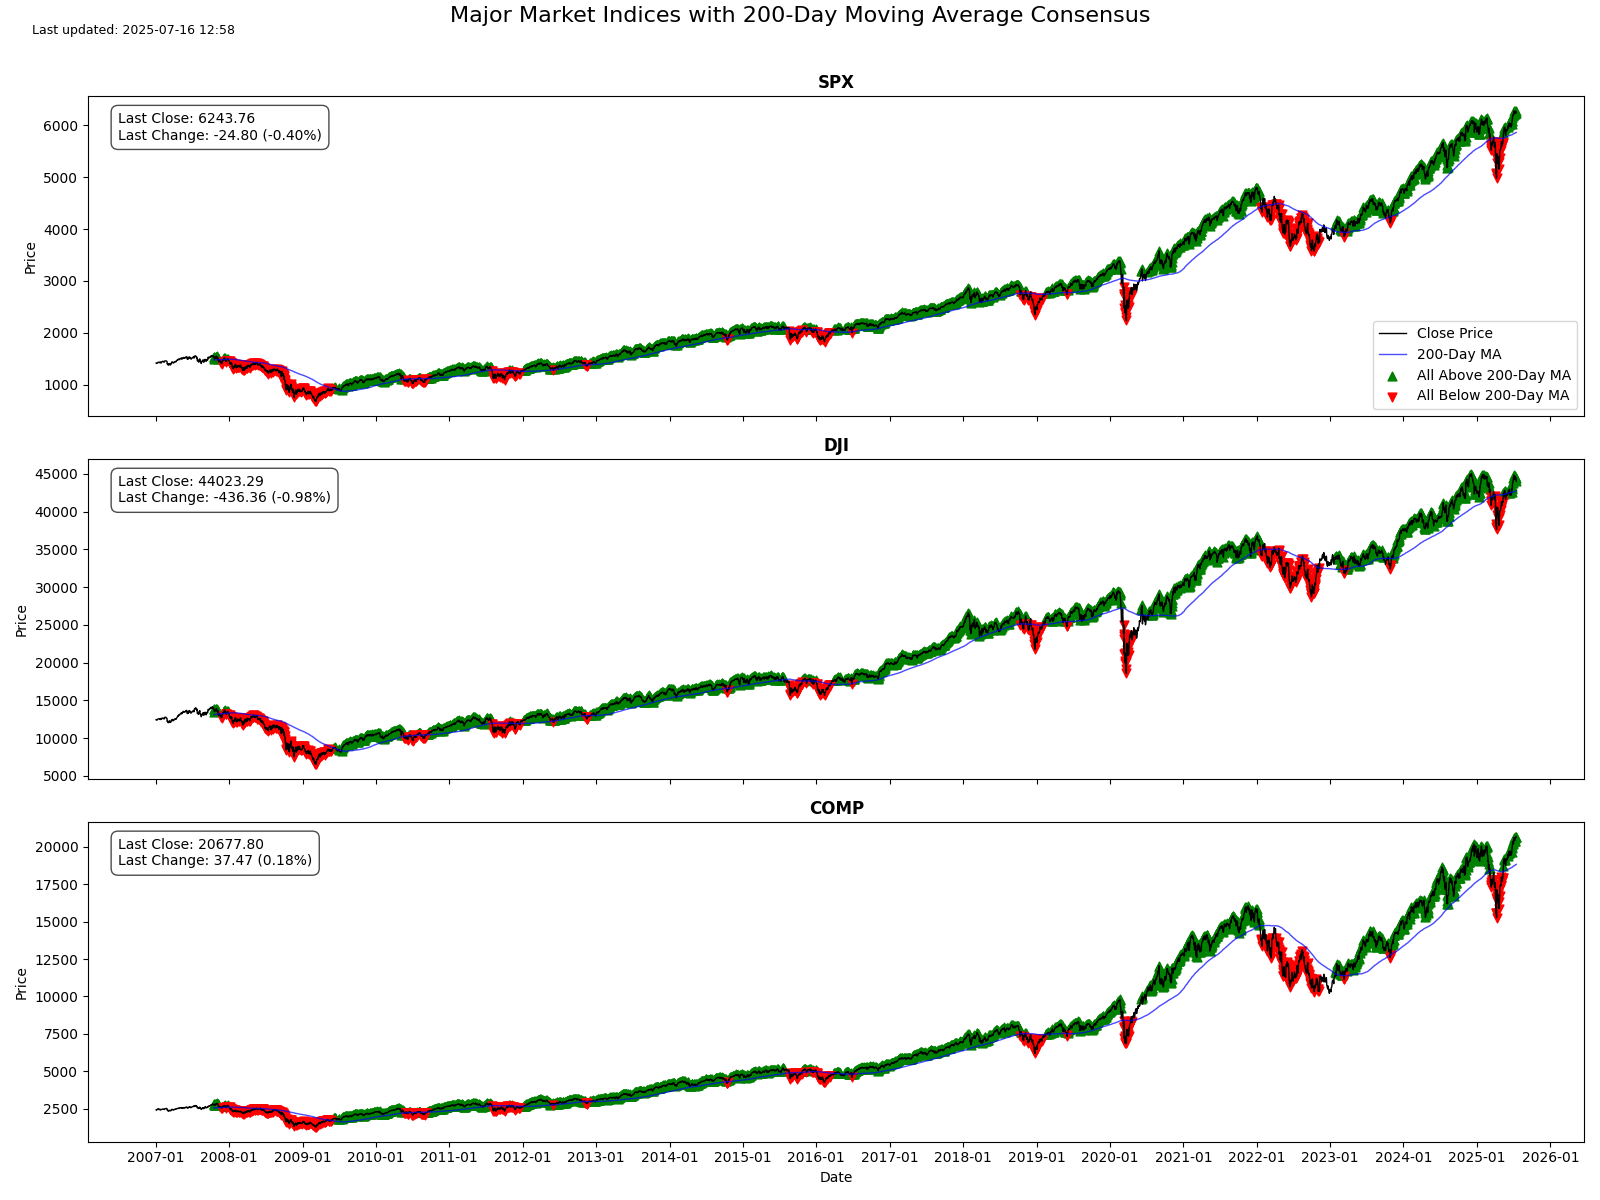 Major Market Indices with 200-Day Moving Average Consensus
Last updated: 2025-07-16 12:58
SPX
Last Close: 6243.76
Last Change: -24.80 (-0.40%)
6000
5000
4000
3000
2000
1000
Price
Close Price
200-Day MA
All Above 200-Day MA
All Below 200-Day MA
DJI
Last Close: 44023.29
Last Change: -436.36 (-0.98%)
45000
40000
35000
30000
25000
20000
15000
10000
5000
Price
COMP
Last Close: 20677.80
Last Change: 37.47 (0.18%)
20000
17500
15000
12500
10000
7500
5000
2500
Price
2007-01 2008-01 2009-01 2010-01 2011-01 2012-01 2013-01 2014-01 2015-01 2016-01 2017-01 2018-01 2019-01 2020-01 2021-01 2022-01 2023-01 2024-01 2025-01 2026-01
Date